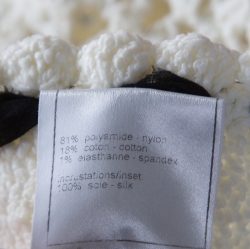 81% polyamide - nylon
18% coton - cotton
1% elasthanne - spandex
incrustations/inset
100% soie - silk